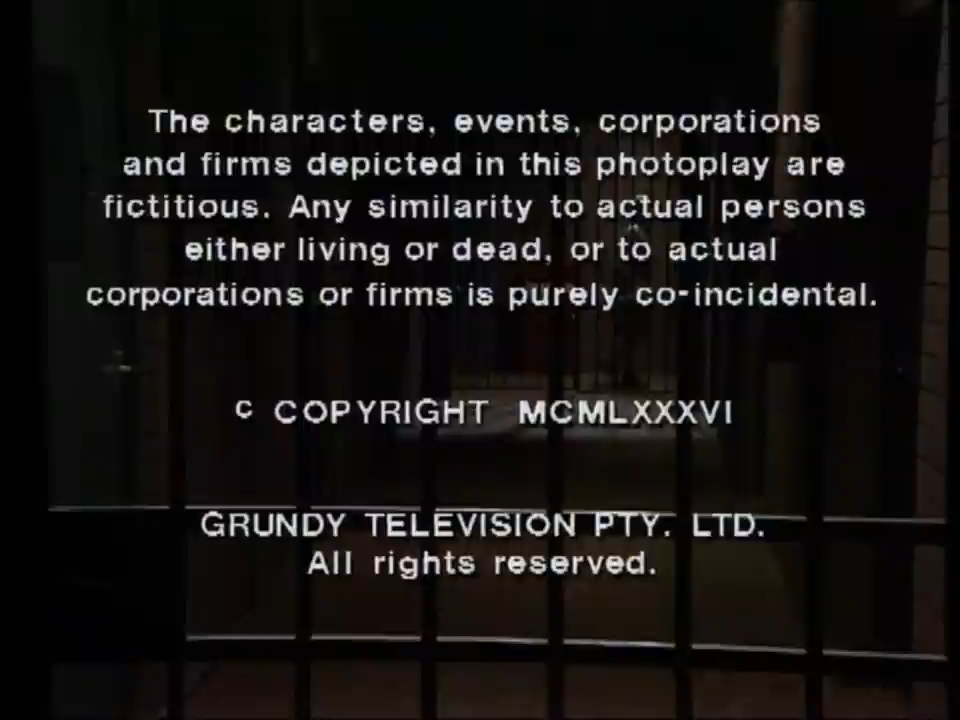 The characters, events, corporations
and firms depicted in this photoplay are
fictitious. Any similarity to actual persons
either living or dead, or to actual
corporations or firms is purely co-incidental.
c COPYRIGHT MCMLXXXVI
GRUNDY TELEVISION PTY. LTD.
All rights reserved.